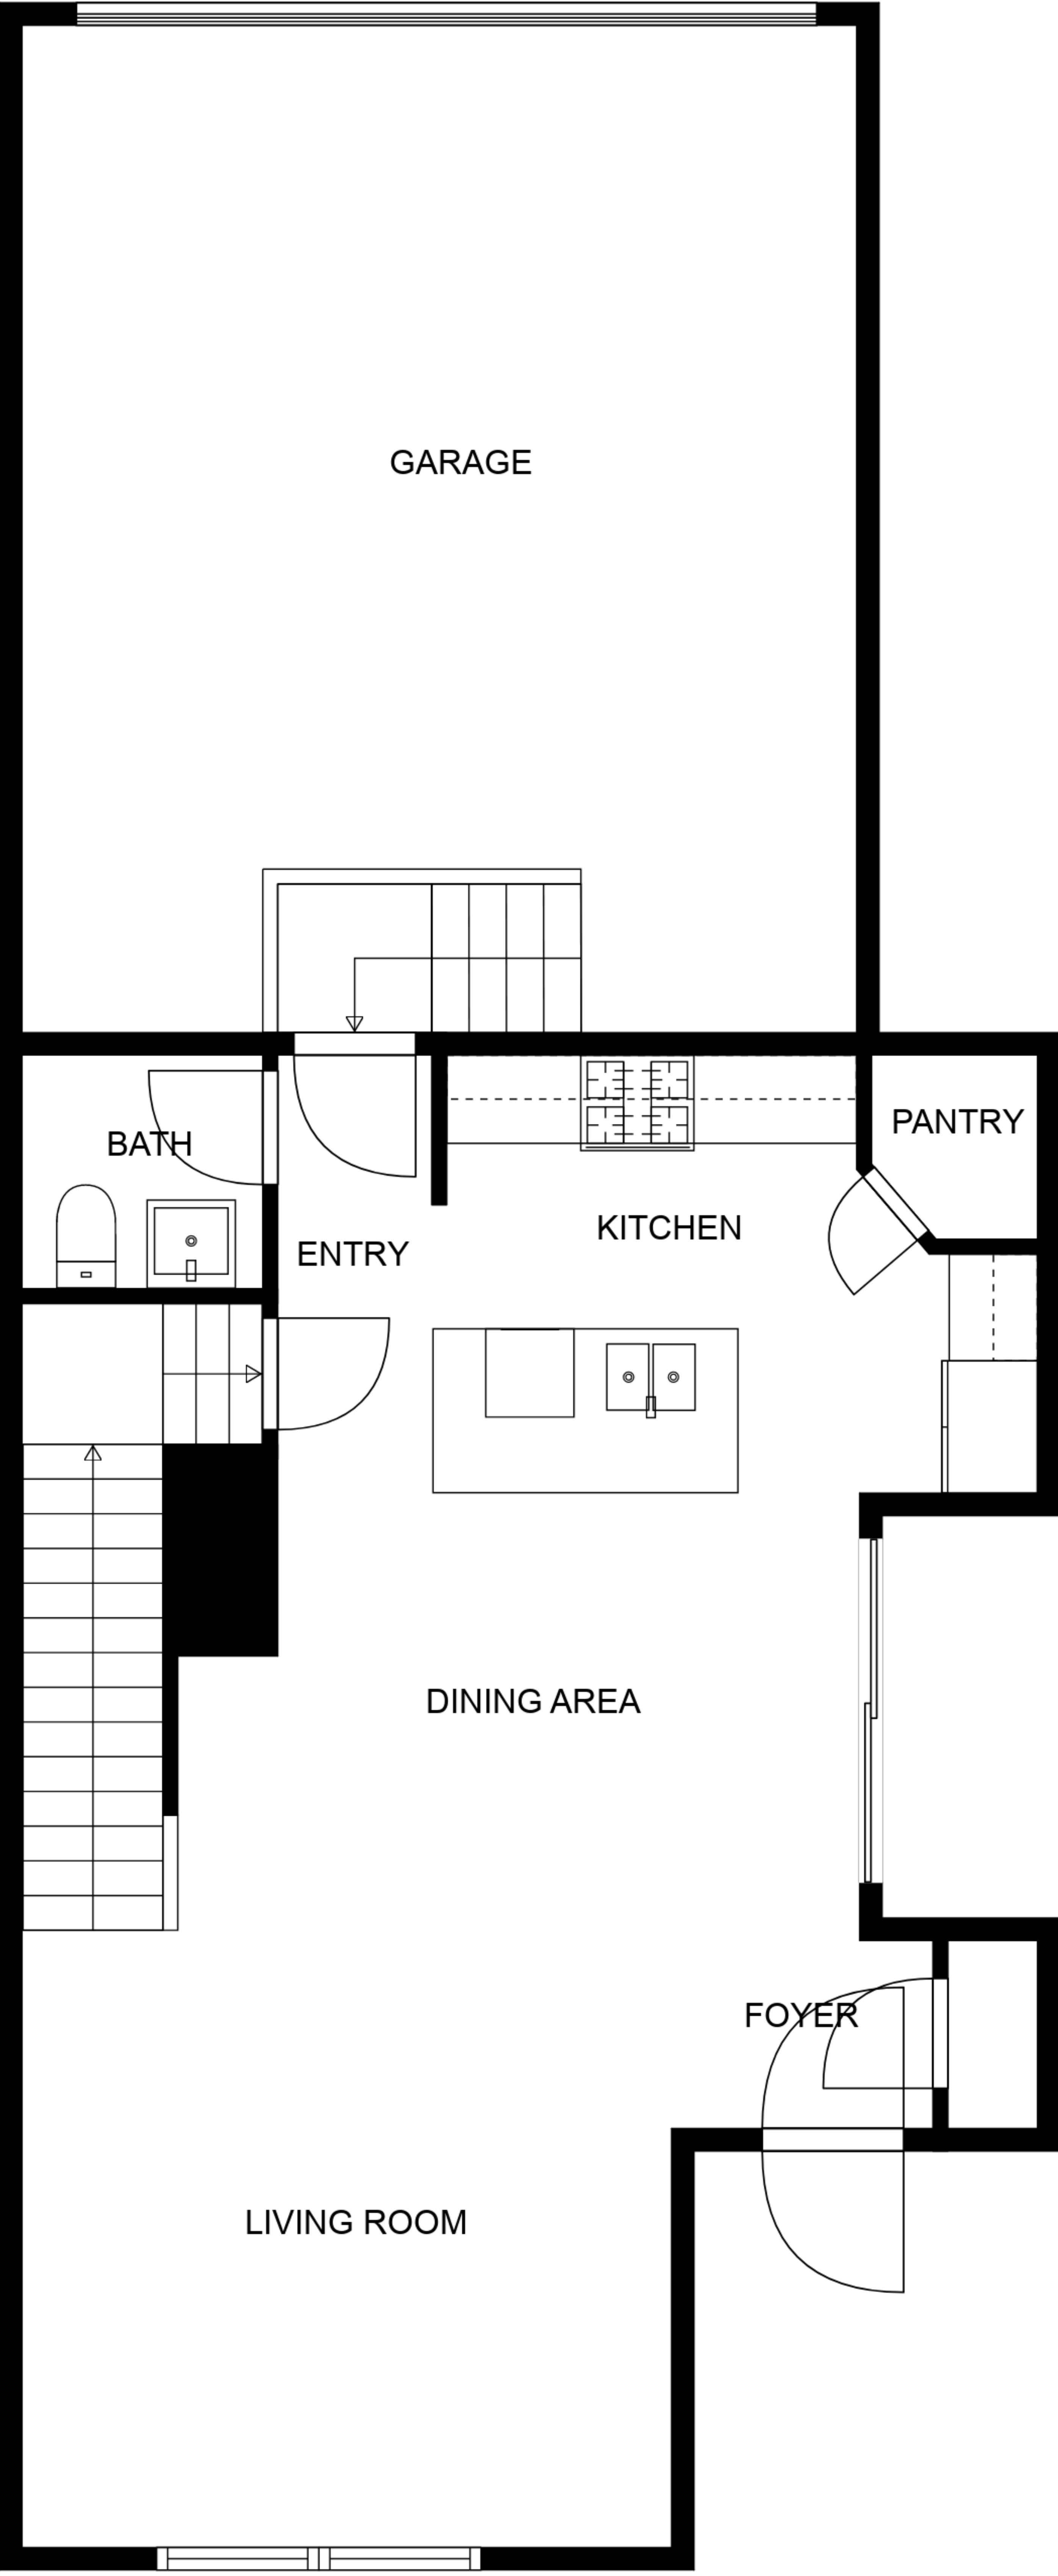 GARAGE
PANTRY
BATH
KITCHEN
ENTRY
DINING AREA
FOYER
LIVING ROOM